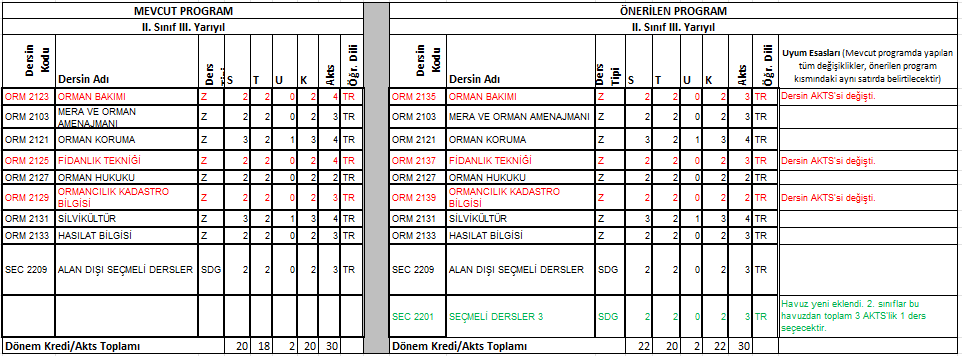 MEVCUT PROGRAM
II. Sınıf III. Yarıyıl
Dersin Kodu Dersin Adı Ders S T U K Akts Öğr. Dili
ORM 2123 ORMAN BAKIMI Z 2 2 0 2 4 TR
ORM 2103 MERA VE ORMAN AMENAJMANI Z 2 2 0 2 3 TR
ORM 2121 ORMAN KORUMA Z 3 2 1 3 4 TR
ORM 2125 FİDANLIK TEKNİĞİ Z 2 2 0 2 4 TR
ORM 2127 ORMAN HUKUKU Z 2 2 0 2 2 TR
ORM 2129 ORMANCILIK KADASTRO BİLGİSİ Z 2 2 0 2 3 TR
ORM 2131 SİLVİKÜLTÜR Z 3 2 1 3 4 TR
ORM 2133 HASILAT BİLGİSİ Z 2 2 0 2 3 TR
SEC 2209 ALAN DIŞI SEÇMELİ DERSLER SDG 2 2 0 2 3 TR
Dönem Kredi/Akts Toplamı 20 18 2 20 30
ÖNERİLEN PROGRAM
II. Sınıf III. Yarıyıl
Dersin Kodu Dersin Adı Ders Tipi S T U K Akts Öğr. Dili Uyum Esasları (Mevcut programda yapılan
tüm değişiklikler, önerilen program
kısmındaki aynı satırda belirtilecektir)
ORM 2135 ORMAN BAKIMI Z 2 2 0 2 3 TR Dersin AKTS'si değişti.
ORM 2103 MERA VE ORMAN AMENAJMANI Z 2 2 0 2 3 TR
ORM 2121 ORMAN KORUMA Z 3 2 1 3 4 TR
ORM 2137 FİDANLIK TEKNİĞİ Z 2 2 0 2 3 TR Dersin AKTS'si değişti.
ORM 2127 ORMAN HUKUKU Z 2 2 0 2 2 TR
ORM 2139 ORMANCILIK KADASTRO BİLGİSİ Z 2 2 0 2 2 TR Dersin AKTS'si değişti.
ORM 2131 SİLVİKÜLTÜR Z 3 2 1 3 4 TR
ORM 2133 HASILAT BİLGİSİ Z 2 2 0 2 3 TR
SEC 2209 ALAN DIŞI SEÇMELİ DERSLER SDG 2 2 0 2 3 TR
SEC 2201 SEÇMELİ DERSLER 3 SDG 2 2 0 2 3 TR Havuz yeni eklendi. 2. sınıflar bu
havuzdan toplam 3 AKTS'lik 1 ders
seçecektir.
Dönem Kredi/Akts Toplamı 22 20 2 22 30